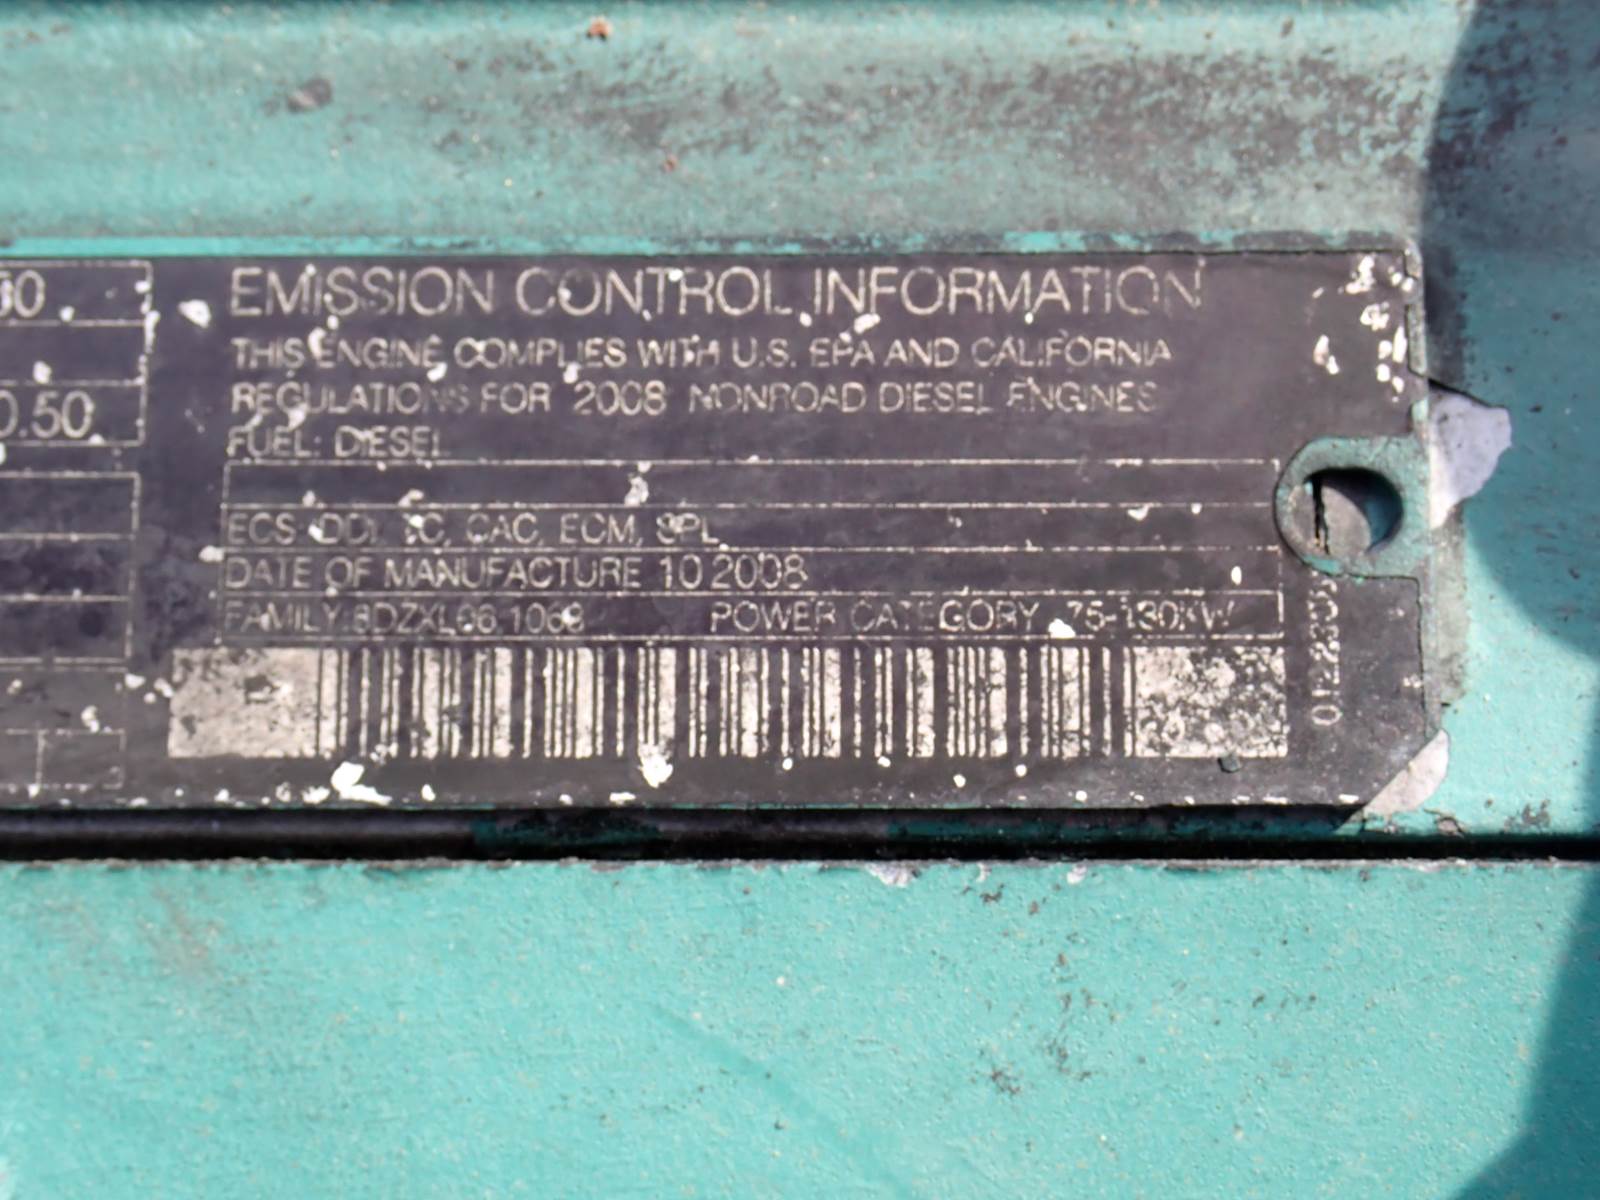 00
0.50
EMISSION CONTROL INFORMATION
THIS ENGINE COMPLIES WITH U.S. EPA AND CALIFORNIA
REGULATIONS FOR 2008 NONROAD DIESEL ENGINES
FUEL: DIESEL
ECS: DDI, TC, CAC, ECM, SPL
DATE OF MANUFACTURE 10 2008
FAMILY: 8DZXL06.1068 POWER CATEGORY 75-130KW